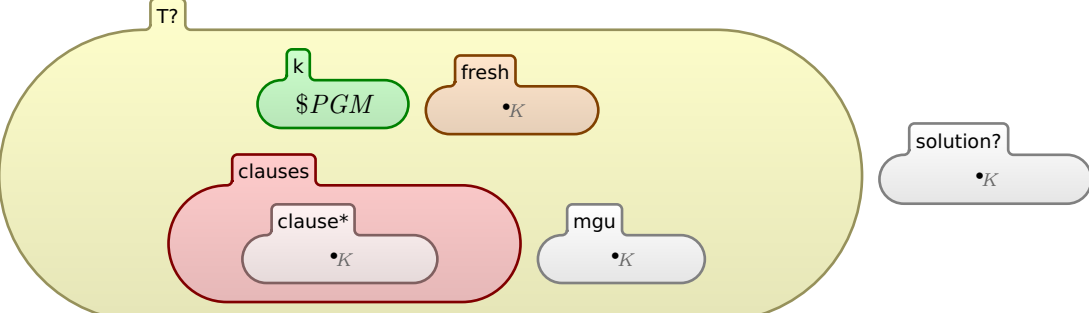 T?
k
fresh
$PGM
•K
solution?
•K
clauses
clause*
mgu
•K
•K